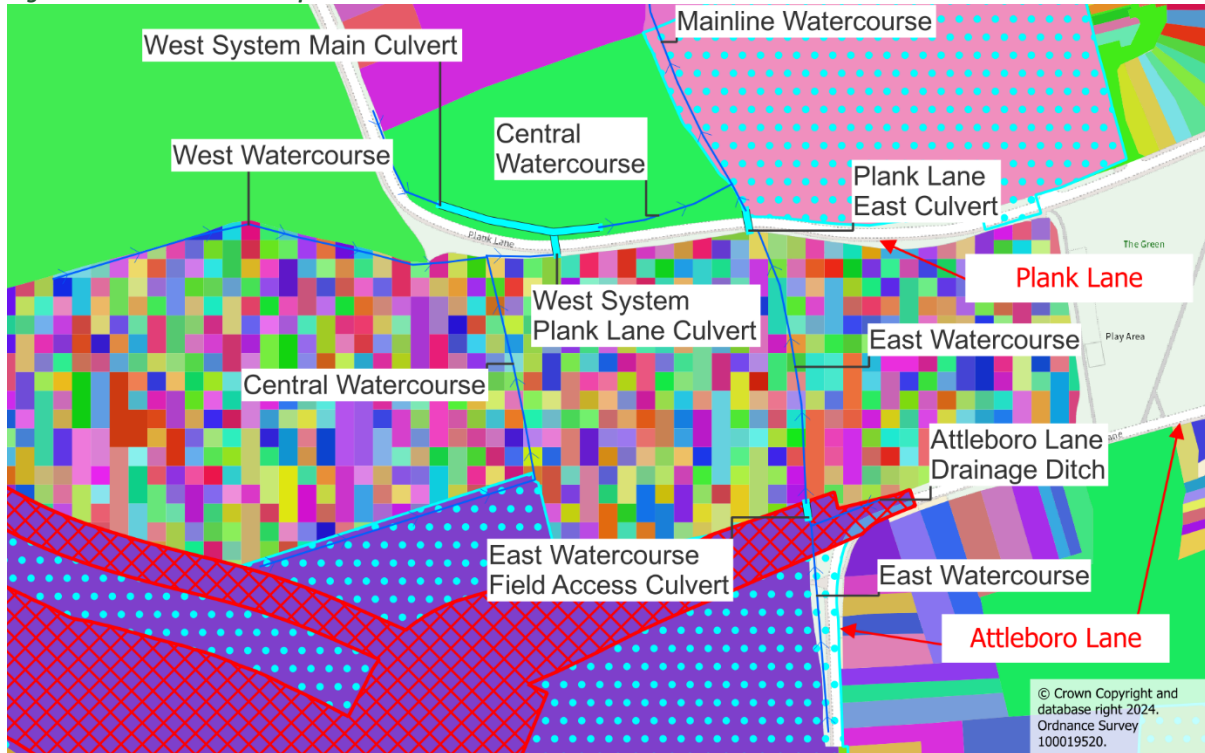 West System Main Culvert
Mainline Watercourse
West Watercourse
Central
Watercourse
Plank Lane
East Culvert
Plank Lane
The Green
Plank Lane
West System
Plank Lane Culvert
Play Area
East Watercourse
Central Watercourse
Attleboro Lane
Drainage Ditch
East Watercourse
Field Access Culvert
East Watercourse
Attleboro Lane
© Crown Copyright and
database right 2024.
Ordnance Survey
100019520.